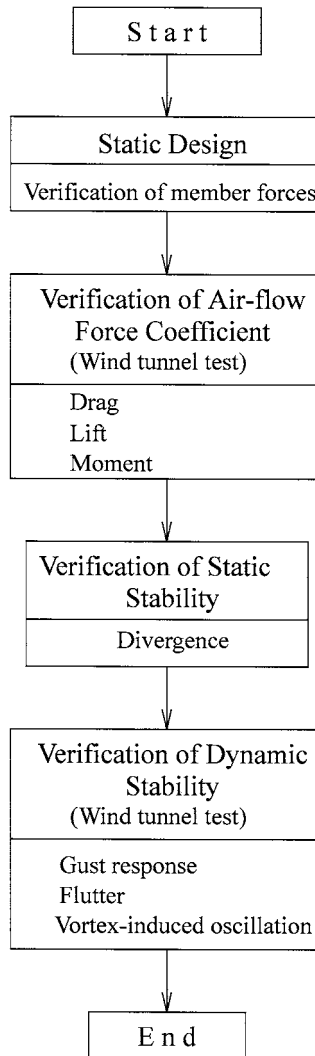 Start
Static Design
Verification of member forces
Verification of Air-flow
Force Coefficient
(Wind tunnel test)
Drag
Lift
Moment
Verification of Static
Stability
Divergence
Verification of Dynamic
Stability
(Wind tunnel test)
Gust response
Flutter
Vortex-induced oscillation
End